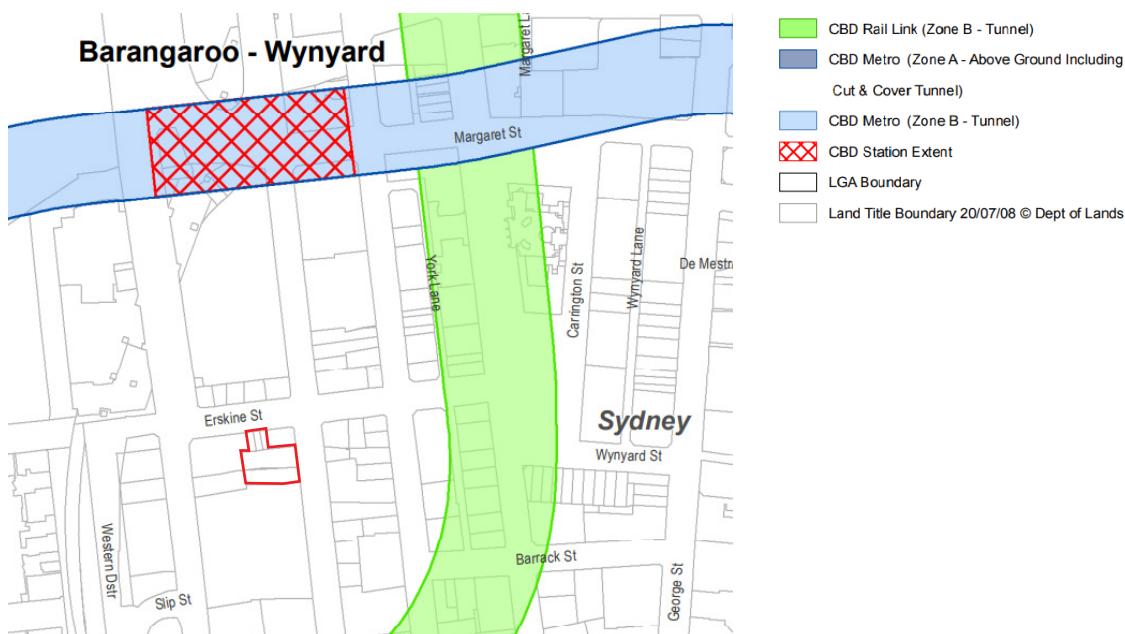 Barangaroo - Wynyard
Margaret L
Margaret St
York Lane
Carrington St
Wynyard Lane
De Mestr
Erskine St
Sydney
Wynyard St
Western Dstr
Barrack St
Slip St
George St
CBD Rail Link (Zone B - Tunnel)
CBD Metro (Zone A - Above Ground Including
Cut & Cover Tunnel)
CBD Metro (Zone B - Tunnel)
CBD Station Extent
LGA Boundary
Land Title Boundary 20/07/08 © Dept of Lands